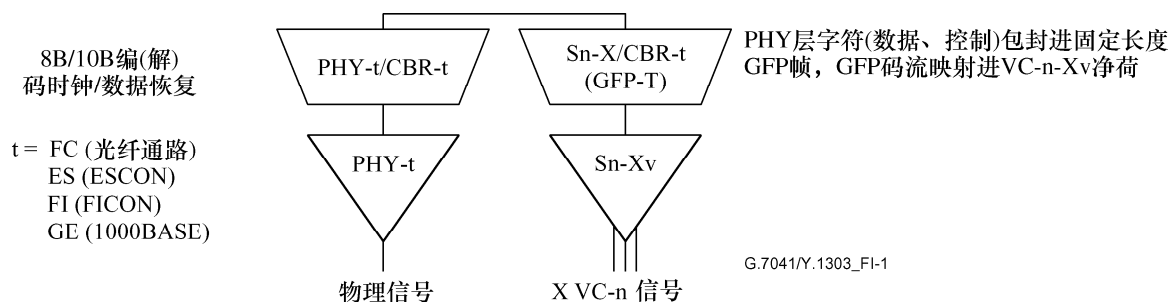 8B/10B编(解)
码时钟/数据恢复
t = FC (光纤通路)
ES (ESCON)
FI (FICON)
GE (1000BASE)
PHY-t/CBR-t
PHY-t
物理信号
Sn-X/CBR-t
(GFP-T)
Sn-Xv
X VC-n 信号
PHY层字符(数据、控制)包封进固定长度
GFP帧，GFP码流映射进VC-n-Xv净荷
G.7041/Y.1303_FI-1